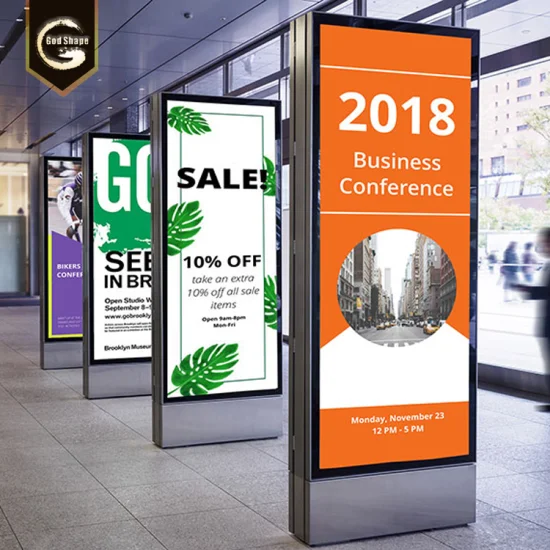 God Shape
2018
Business
Conference
Monday, November 23
12 PM - 5 PM
SALE!
10% OFF
take an extra
10% off all sale
items
Open 9am-8pm
Mon-Fri
GO
SEE
IN BR
Open Studio W
September 8-
www.gobrookly
Brooklyn Museum
BIKERS
CONFE